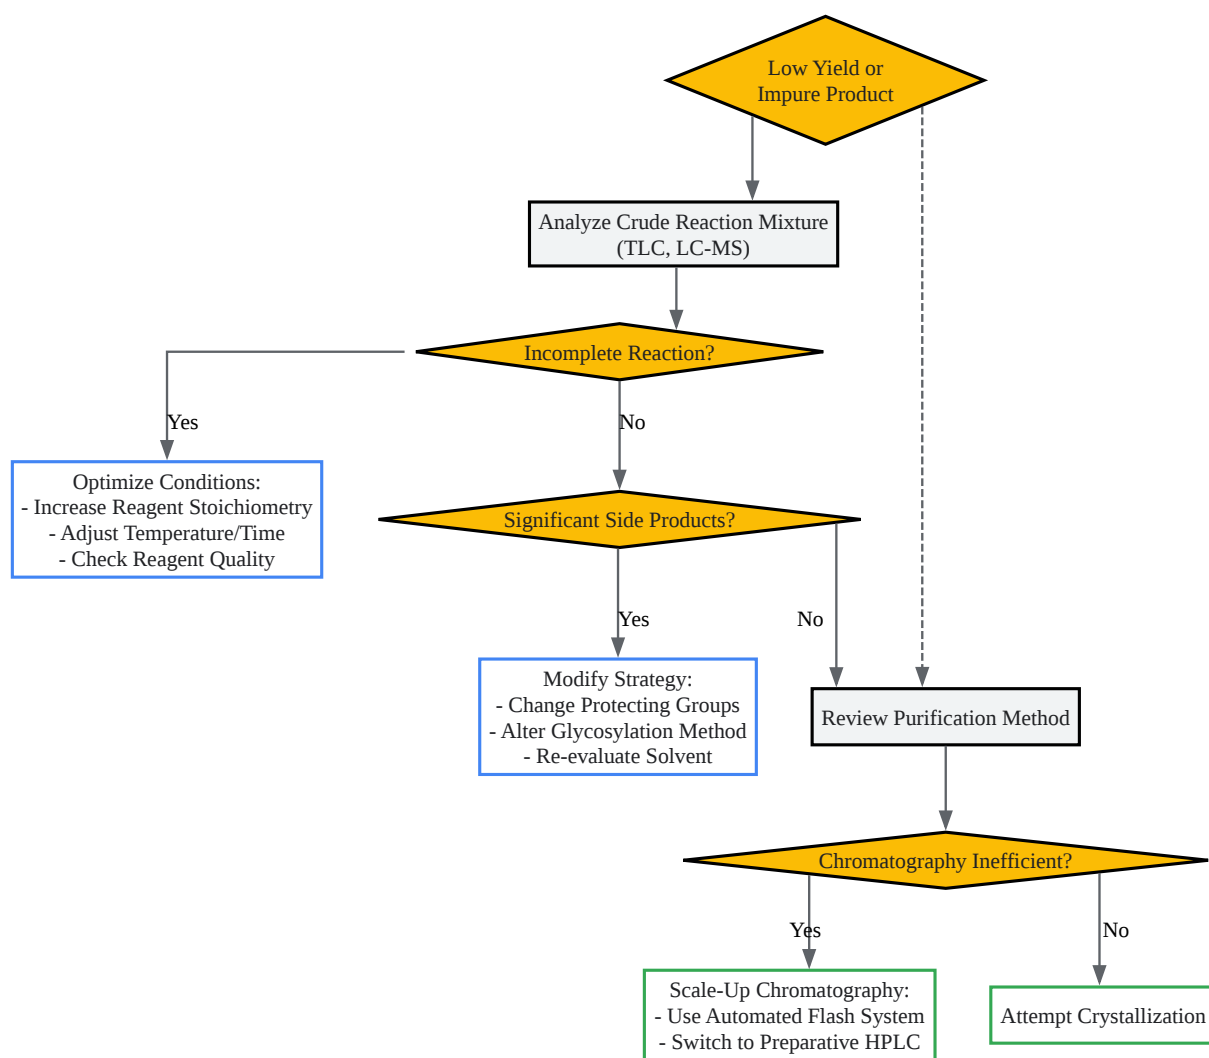 Low Yield or
Impure Product
Analyze Crude Reaction Mixture
(TLC, LC-MS)
Incomplete Reaction?
Yes
No
Optimize Conditions:
- Increase Reagent Stoichiometry
- Adjust Temperature/Time
- Check Reagent Quality
Significant Side Products?
Yes
No
Modify Strategy:
- Change Protecting Groups
- Alter Glycosylation Method
- Re-evaluate Solvent
Review Purification Method
Chromatography Inefficient?
Yes
No
Scale-Up Chromatography:
- Use Automated Flash System
- Switch to Preparative HPLC
Attempt Crystallization